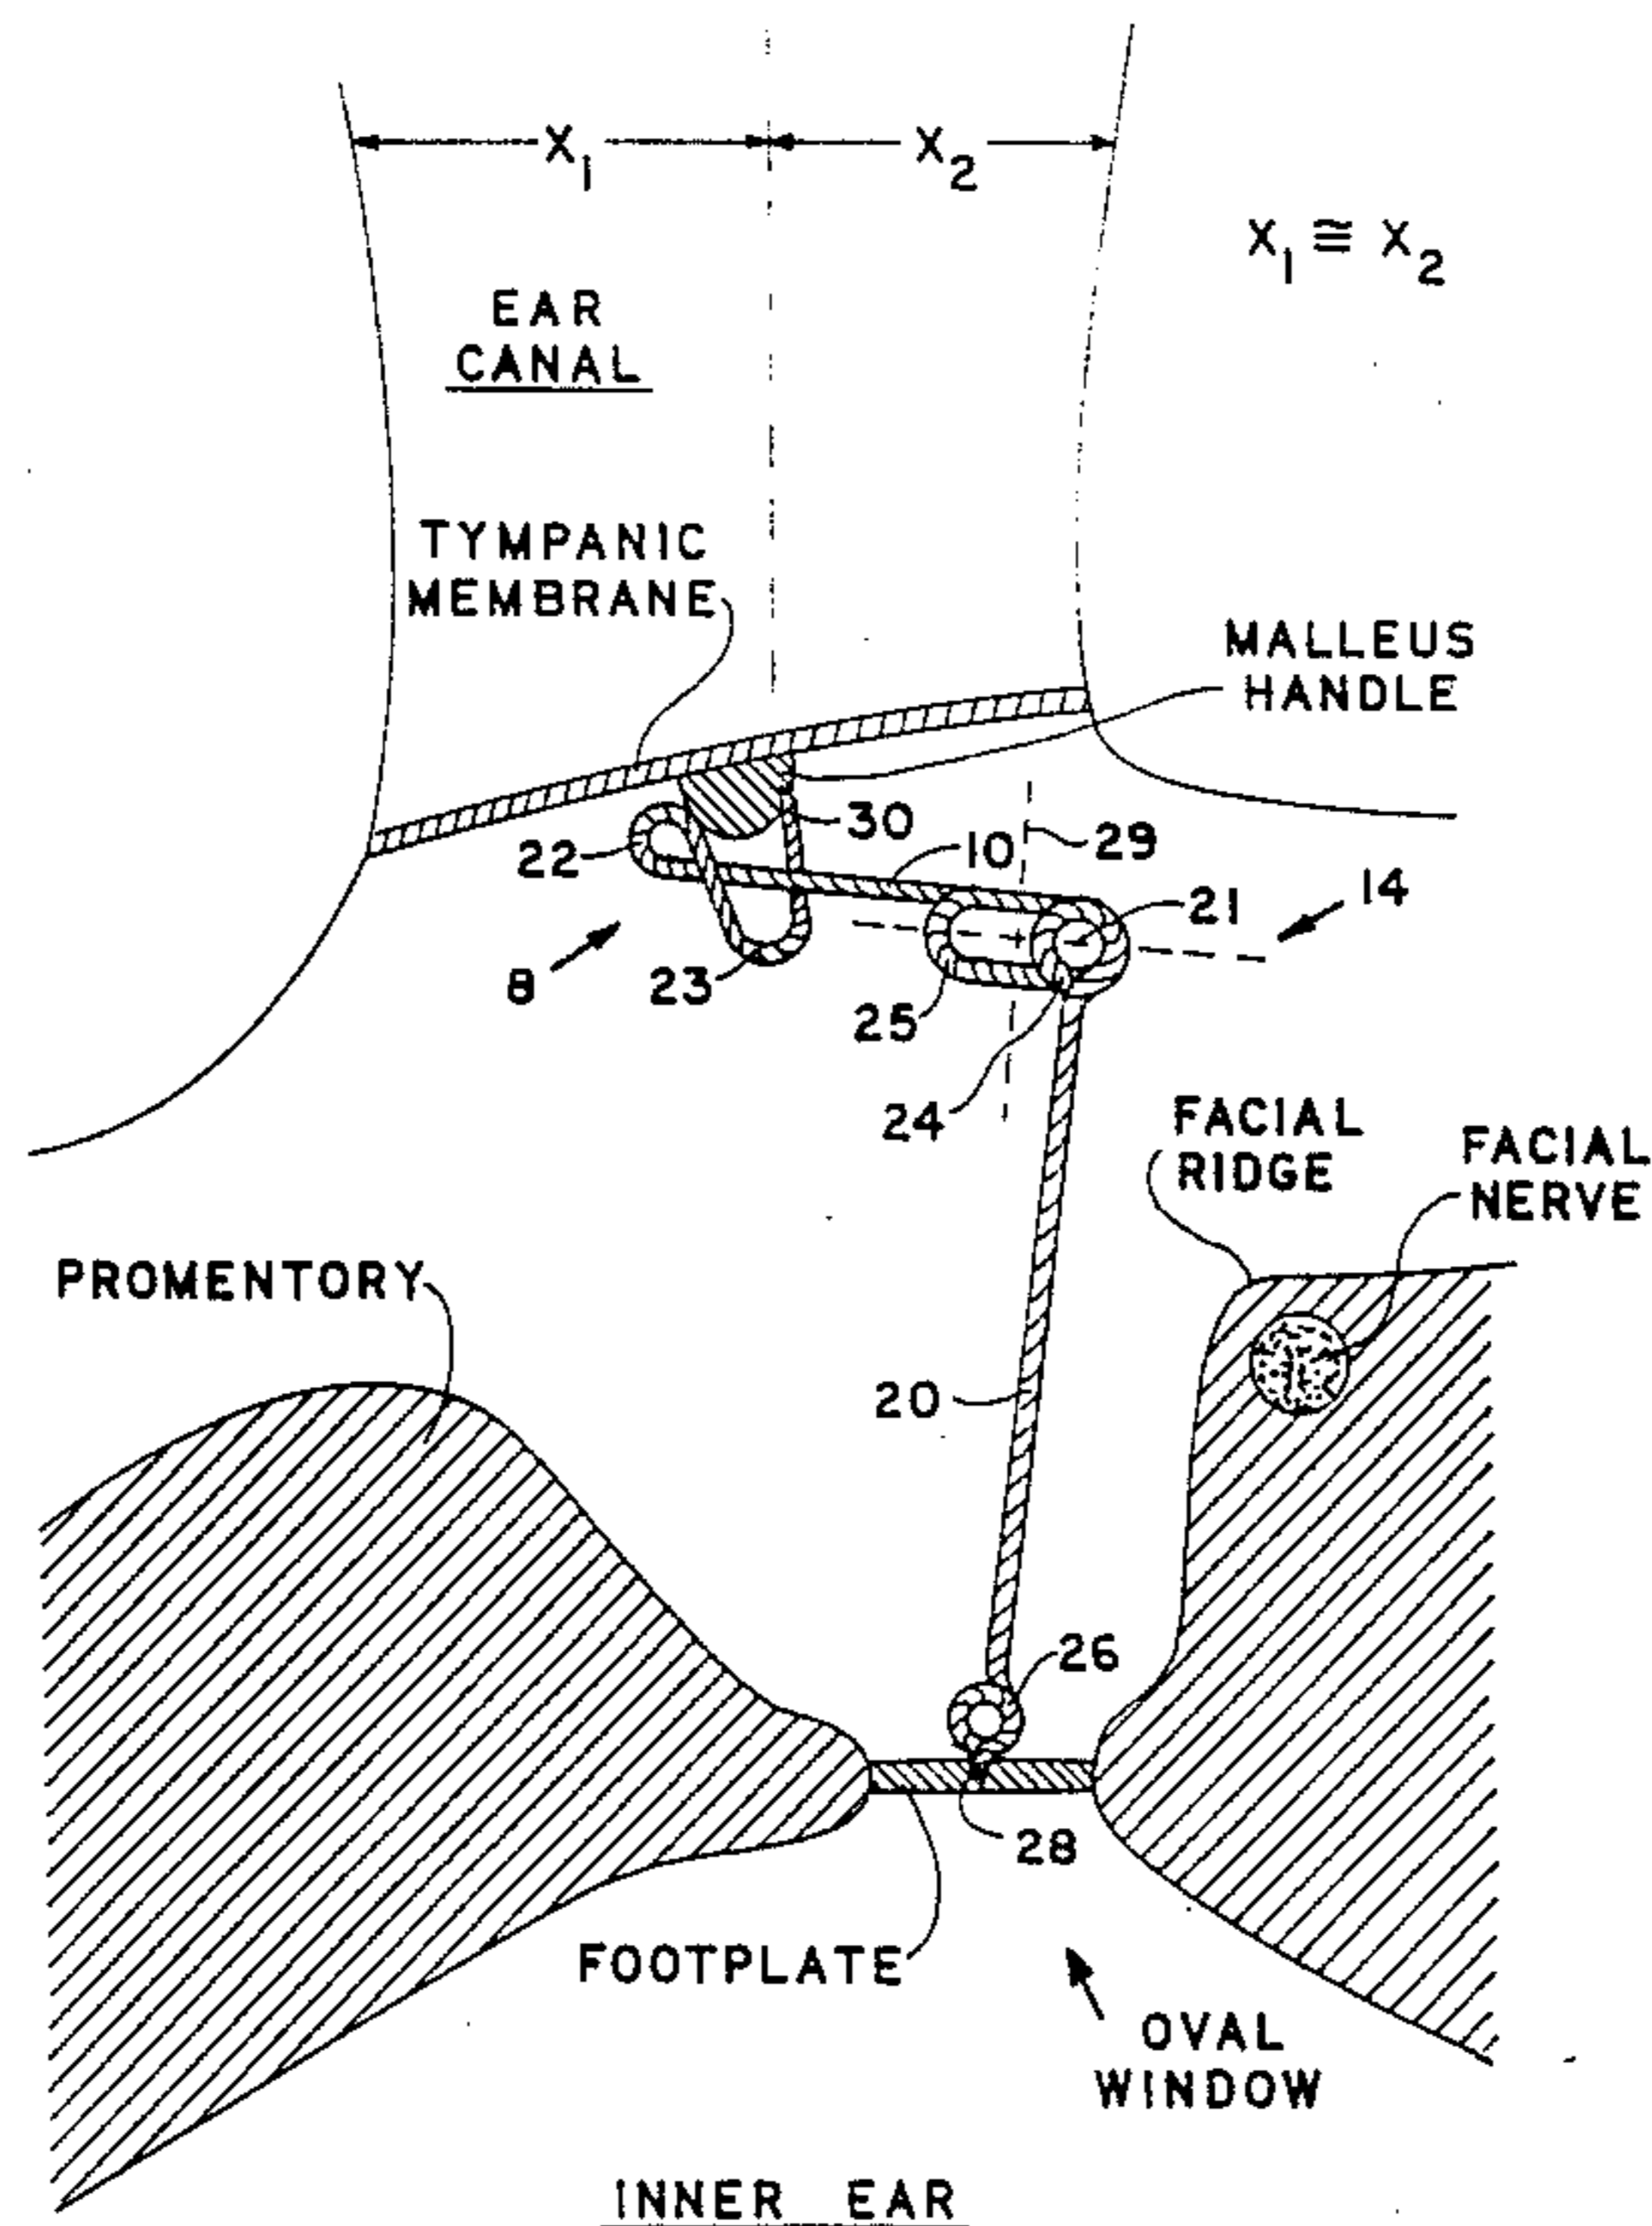 X1 X2
X1 ≅ X2
EAR
CANAL
TYMPANIC
MEMBRANE
MALLEUS
HANDLE
30
22
10
29
14
21
8
23
25
24
FACIAL
RIDGE
FACIAL
NERVE
PROMENTORY
20
26
28
FOOTPLATE
OVAL
WINDOW
INNER EAR